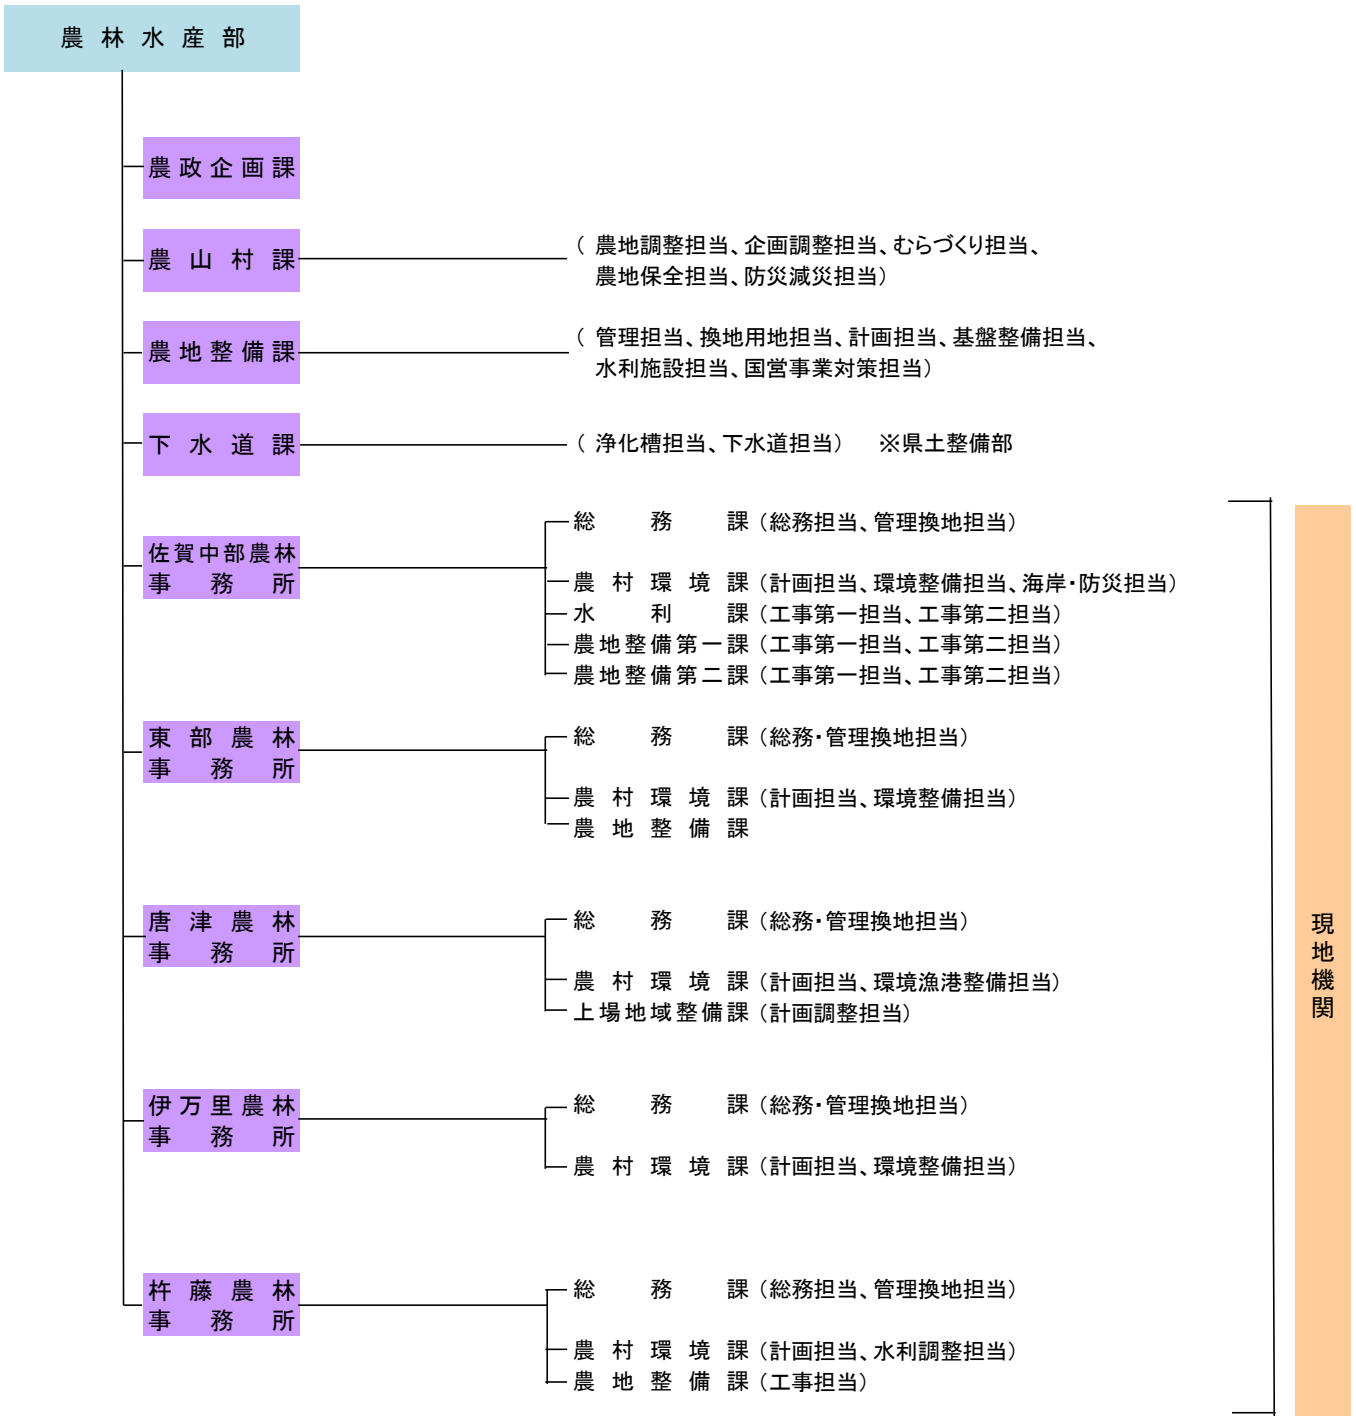 農林水産部
農政企画課
農山村課
（ 農地調整担当、企画調整担当、むらづくり担当、
農地保全担当、防災減災担当）
農地整備課
（ 管理担当、換地用地担当、計画担当、基盤整備担当、
水利施設担当、国営事業対策担当）
下水道課
（ 浄化槽担当、下水道担当） ※県土整備部
佐賀中部農林
事務所
総務課（総務担当、管理換地担当）
農村環境課（計画担当、環境整備担当、海岸・防災担当）
水利課（工事第一担当、工事第二担当）
農地整備第一課（工事第一担当、工事第二担当）
農地整備第二課（工事第一担当、工事第二担当）
東部農林
事務所
総務課（総務・管理換地担当）
農村環境課（計画担当、環境整備担当）
農地整備課
唐津農林
事務所
総務課（総務・管理換地担当）
農村環境課（計画担当、環境漁港整備担当）
上場地域整備課（計画調整担当）
伊万里農林
事務所
総務課（総務・管理換地担当）
農村環境課（計画担当、環境整備担当）
杵藤農林
事務所
総務課（総務担当、管理換地担当）
農村環境課（計画担当、水利調整担当）
農地整備課（工事担当）
現地機関